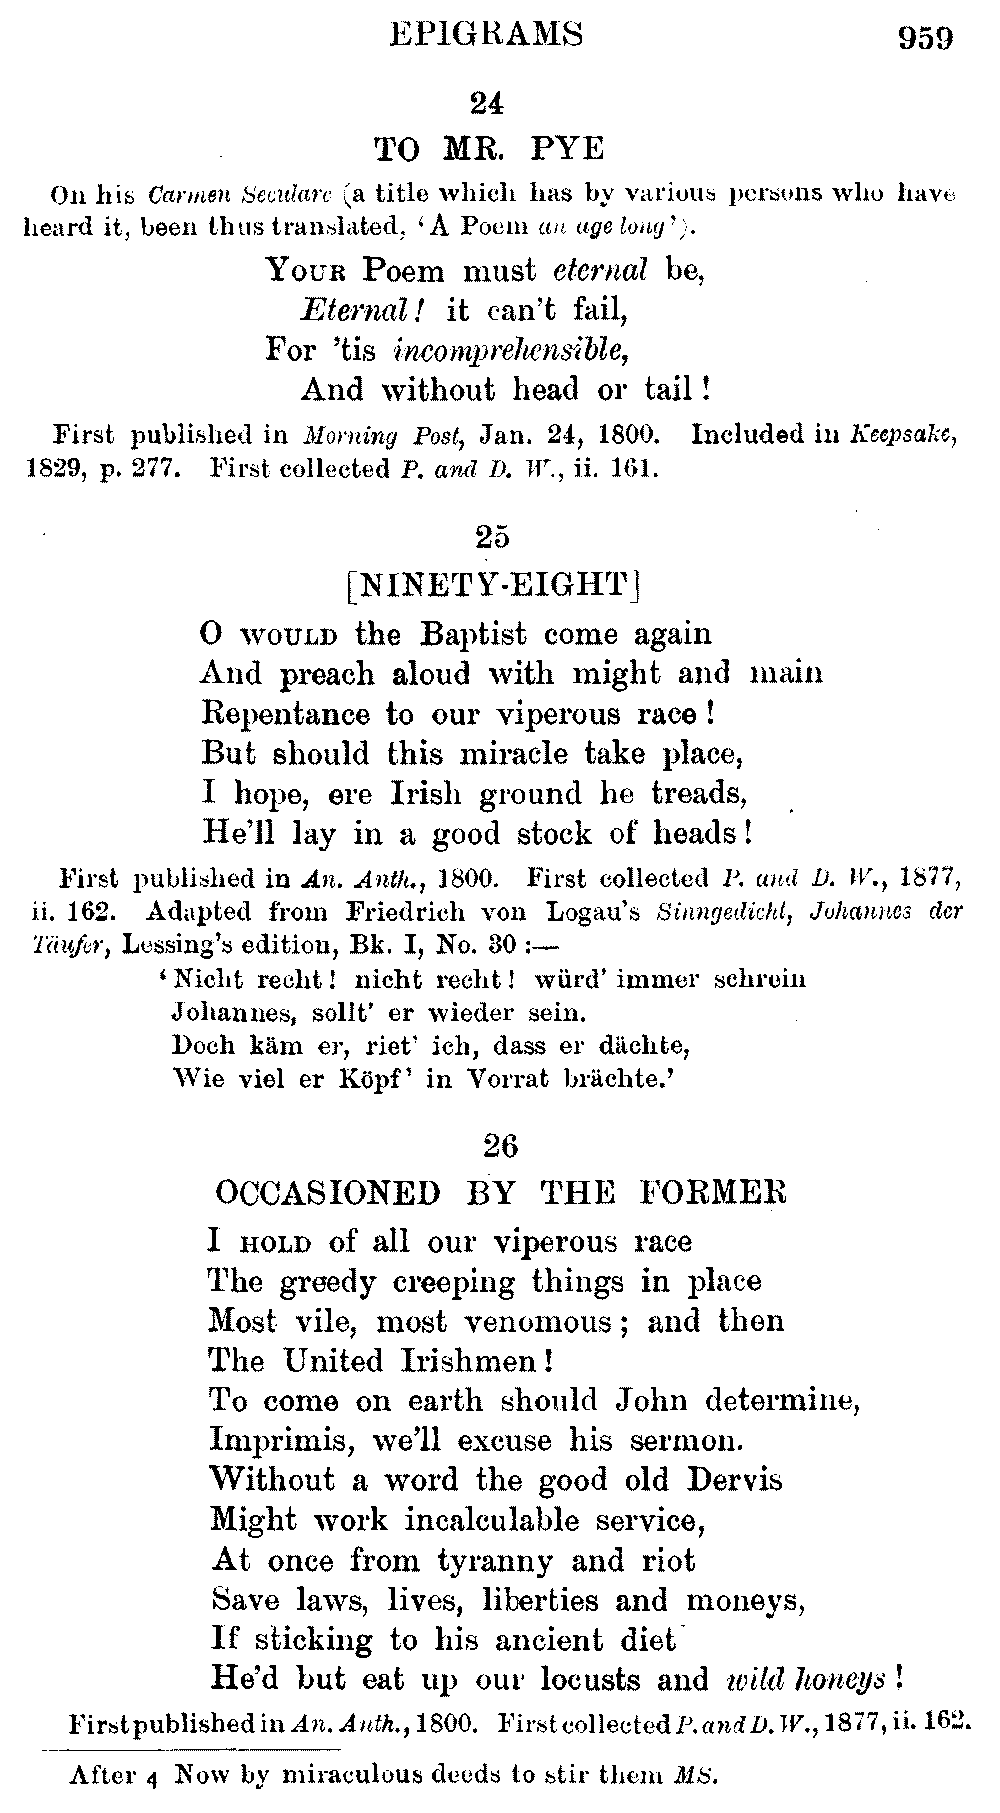 EPIGRAMS 959
24
TO MR. PYE
On his Carmen Seculare (a title which has by various persons who have
heard it, been thus translated, ‘A Poem an age long’).
YOUR Poem must eternal be,
Eternal! it can’t fail,
For ’tis incomprehensible,
And without head or tail!
First published in Morning Post, Jan. 24, 1800. Included in Keepsake,
1829, p. 277. First collected P. and D. W., ii. 161.
25
[NINETY-EIGHT]
O WOULD the Baptist come again
And preach aloud with might and main
Repentance to our viperous race!
But should this miracle take place,
I hope, ere Irish ground he treads,
He’ll lay in a good stock of heads!
First published in An. Anth., 1800. First collected P. and D. W., 1877,
ii. 162. Adapted from Friedrich von Logau’s Sinngedicht, Johannes der
Täufer, Lessing’s edition, Bk. I, No. 30:—
‘Nicht recht! nicht recht! würd’ immer schrein
Johannes, sollt’ er wieder sein.
Doch käm er, riet’ ich, dass er dächte,
Wie viel er Köpf’ in Vorrat brächte.’
26
OCCASIONED BY THE FORMER
I HOLD of all our viperous race
The greedy creeping things in place
Most vile, most venomous; and then
The United Irishmen!
To come on earth should John determine,
Imprimis, we’ll excuse his sermon.
Without a word the good old Dervis
Might work incalculable service,
At once from tyranny and riot
Save laws, lives, liberties and moneys,
If sticking to his ancient diet
He’d but eat up our locusts and wild honeys!
First published in An. Anth., 1800. First collected P. and D. W., 1877, ii. 162.
After 4 Now by miraculous deeds to stir them MS.